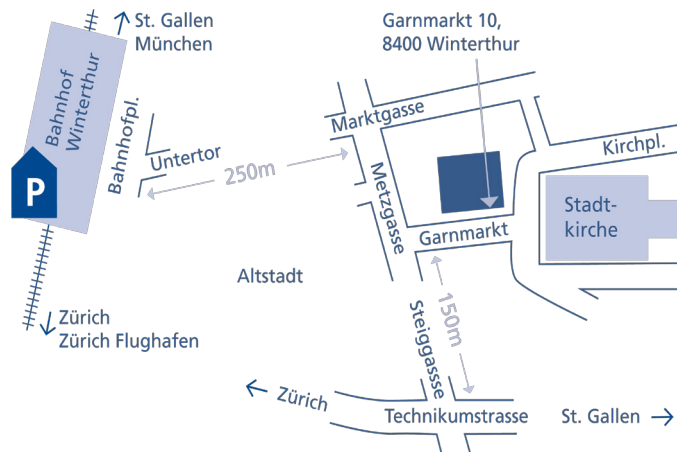 St. Gallen
München
Garnmarkt 10,
8400 Winterthur
Bahnhof
Winterthur
Bahnhofpl.
Marktgasse
Untertor
250m
Kirchpl.
P
Metzgasse
Stadt-
kirche
Garnmarkt
Altstadt
150m
Steiggassse
Zürich
Zürich Flughafen
Zürich
Technikumstrasse
St. Gallen